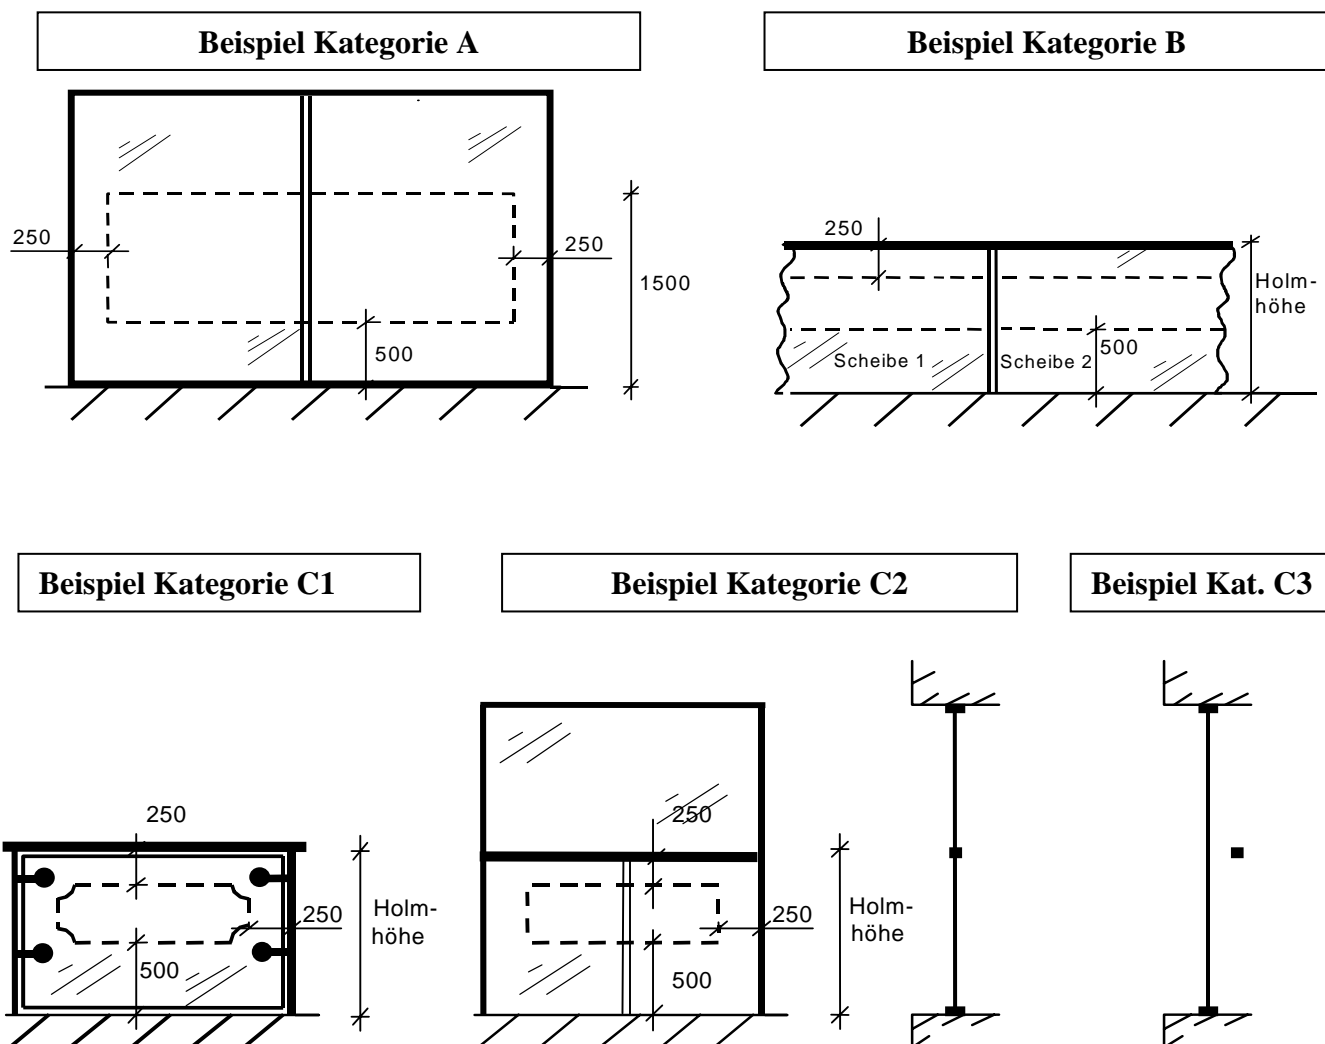 Beispiel Kategorie A
Beispiel Kategorie B
250
250
1500
500
250
Holm-
höhe
Scheibe 1
Scheibe 2
500
Beispiel Kategorie C1
Beispiel Kategorie C2
Beispiel Kat. C3
250
250
500
Holm-
höhe
250
250
500
Holm-
höhe